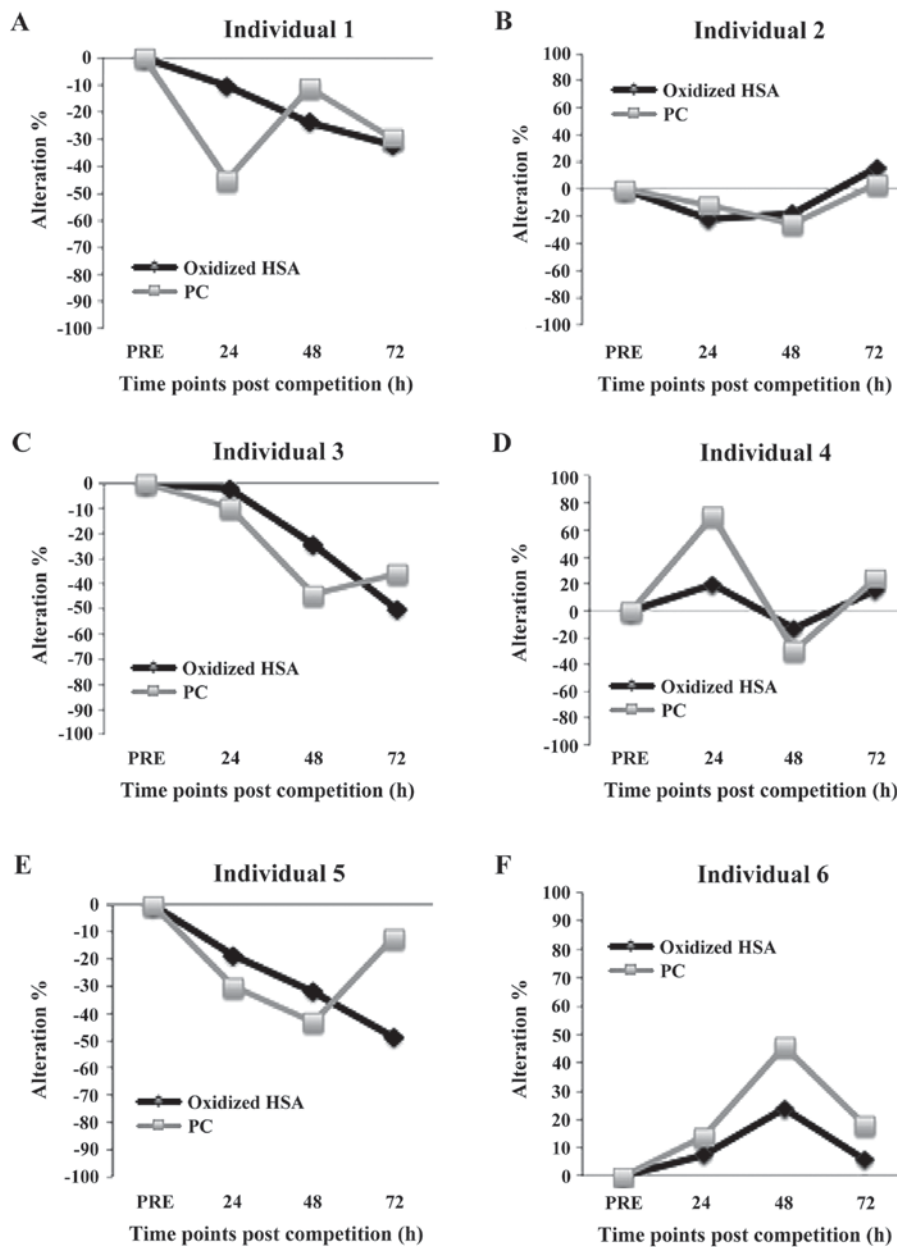 A
Individual 1
0
-10
-20
-30
-40
-50
-60
-70
-80
-90
-100
Alteration %
Oxidized HSA
PC
PRE 24 48 72
Time points post competition (h)
B
Individual 2
100
80
60
40
20
0
-20
-40
-60
-80
-100
Alteration %
Oxidized HSA
PC
PRE 24 48 72
Time points post competition (h)
C
Individual 3
0
-10
-20
-30
-40
-50
-60
-70
-80
-90
-100
Alteration %
Oxidized HSA
PC
PRE 24 48 72
Time points post competition (h)
D
Individual 4
100
80
60
40
20
0
-20
-40
-60
-80
-100
Alteration %
Oxidized HSA
PC
PRE 24 48 72
Time points post competition (h)
E
Individual 5
0
-10
-20
-30
-40
-50
-60
-70
-80
-90
-100
Alteration %
Oxidized HSA
PC
PRE 24 48 72
Time points post competition (h)
F
Individual 6
100
90
80
70
60
50
40
30
20
10
0
Alteration %
Oxidized HSA
PC
PRE 24 48 72
Time points post competition (h)